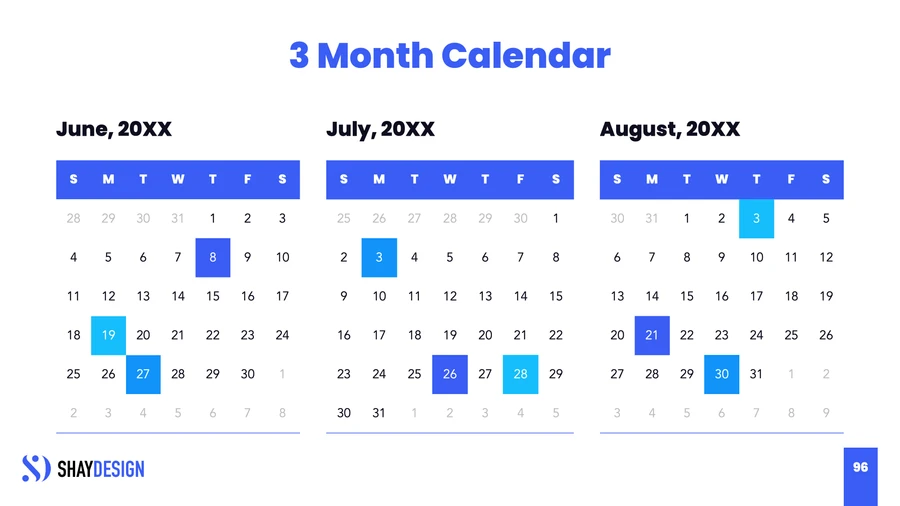 3 Month Calendar
June, 20XX
S M T W T F S
28 29 30 31 1 2 3
4 5 6 7 8 9 10
11 12 13 14 15 16 17
18 19 20 21 22 23 24
25 26 27 28 29 30 1
2 3 4 5 6 7 8
July, 20XX
S M T W T F S
25 26 27 28 29 30 1
2 3 4 5 6 7 8
9 10 11 12 13 14 15
16 17 18 19 20 21 22
23 24 25 26 27 28 29
30 31 1 2 3 4 5
August, 20XX
S M T W T F S
30 31 1 2 3 4 5
6 7 8 9 10 11 12
13 14 15 16 17 18 19
20 21 22 23 24 25 26
27 28 29 30 31 1 2
3 4 5 6 7 8 9
SHAYDESIGN
96